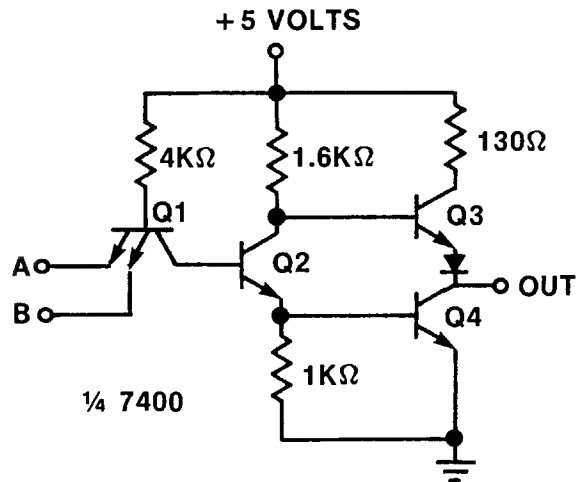 +5 VOLTS
4KΩ
1.6KΩ
130Ω
Q1
Q3
A
Q2
OUT
B
Q4
1KΩ
¼ 7400